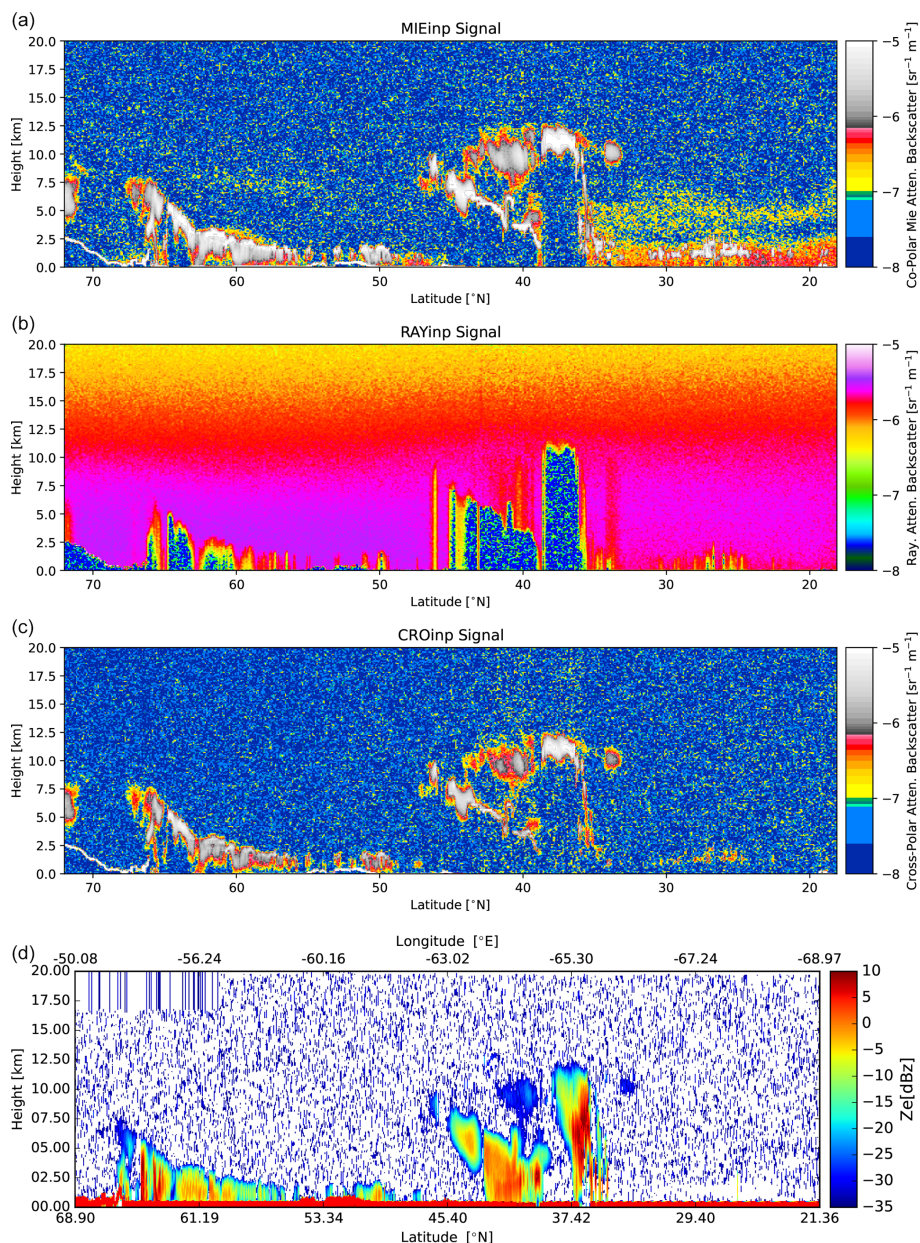 (a)
MIEinp Signal
20.0
17.5
15.0
12.5
10.0
7.5
5.0
2.5
0.0
Height [km]
70 60 50 40 30 20
Latitude [°N]
−5
−6
−7
−8
Co-Polar Mie Atten. Backscatter [sr⁻¹ m⁻¹]
(b)
RAYinp Signal
20.0
17.5
15.0
12.5
10.0
7.5
5.0
2.5
0.0
Height [km]
70 60 50 40 30 20
Latitude [°N]
−5
−6
−7
−8
Ray. Atten. Backscatter [sr⁻¹ m⁻¹]
(c)
CROinp Signal
20.0
17.5
15.0
12.5
10.0
7.5
5.0
2.5
0.0
Height [km]
70 60 50 40 30 20
Latitude [°N]
−5
−6
−7
−8
Cross-Polar Atten. Backscatter [sr⁻¹ m⁻¹]
(d)
Longitude [°E]
-50.08 -56.24 -60.16 -63.02 -65.30 -67.24 -68.97
20.00
17.50
15.00
12.50
10.00
07.50
05.00
02.50
00.00
Height [km]
68.90 61.19 53.34 45.40 37.42 29.40 21.36
Latitude [°N]
10
5
0
−5
−10
−15
−20
−25
−30
−35
Ze[dBz]